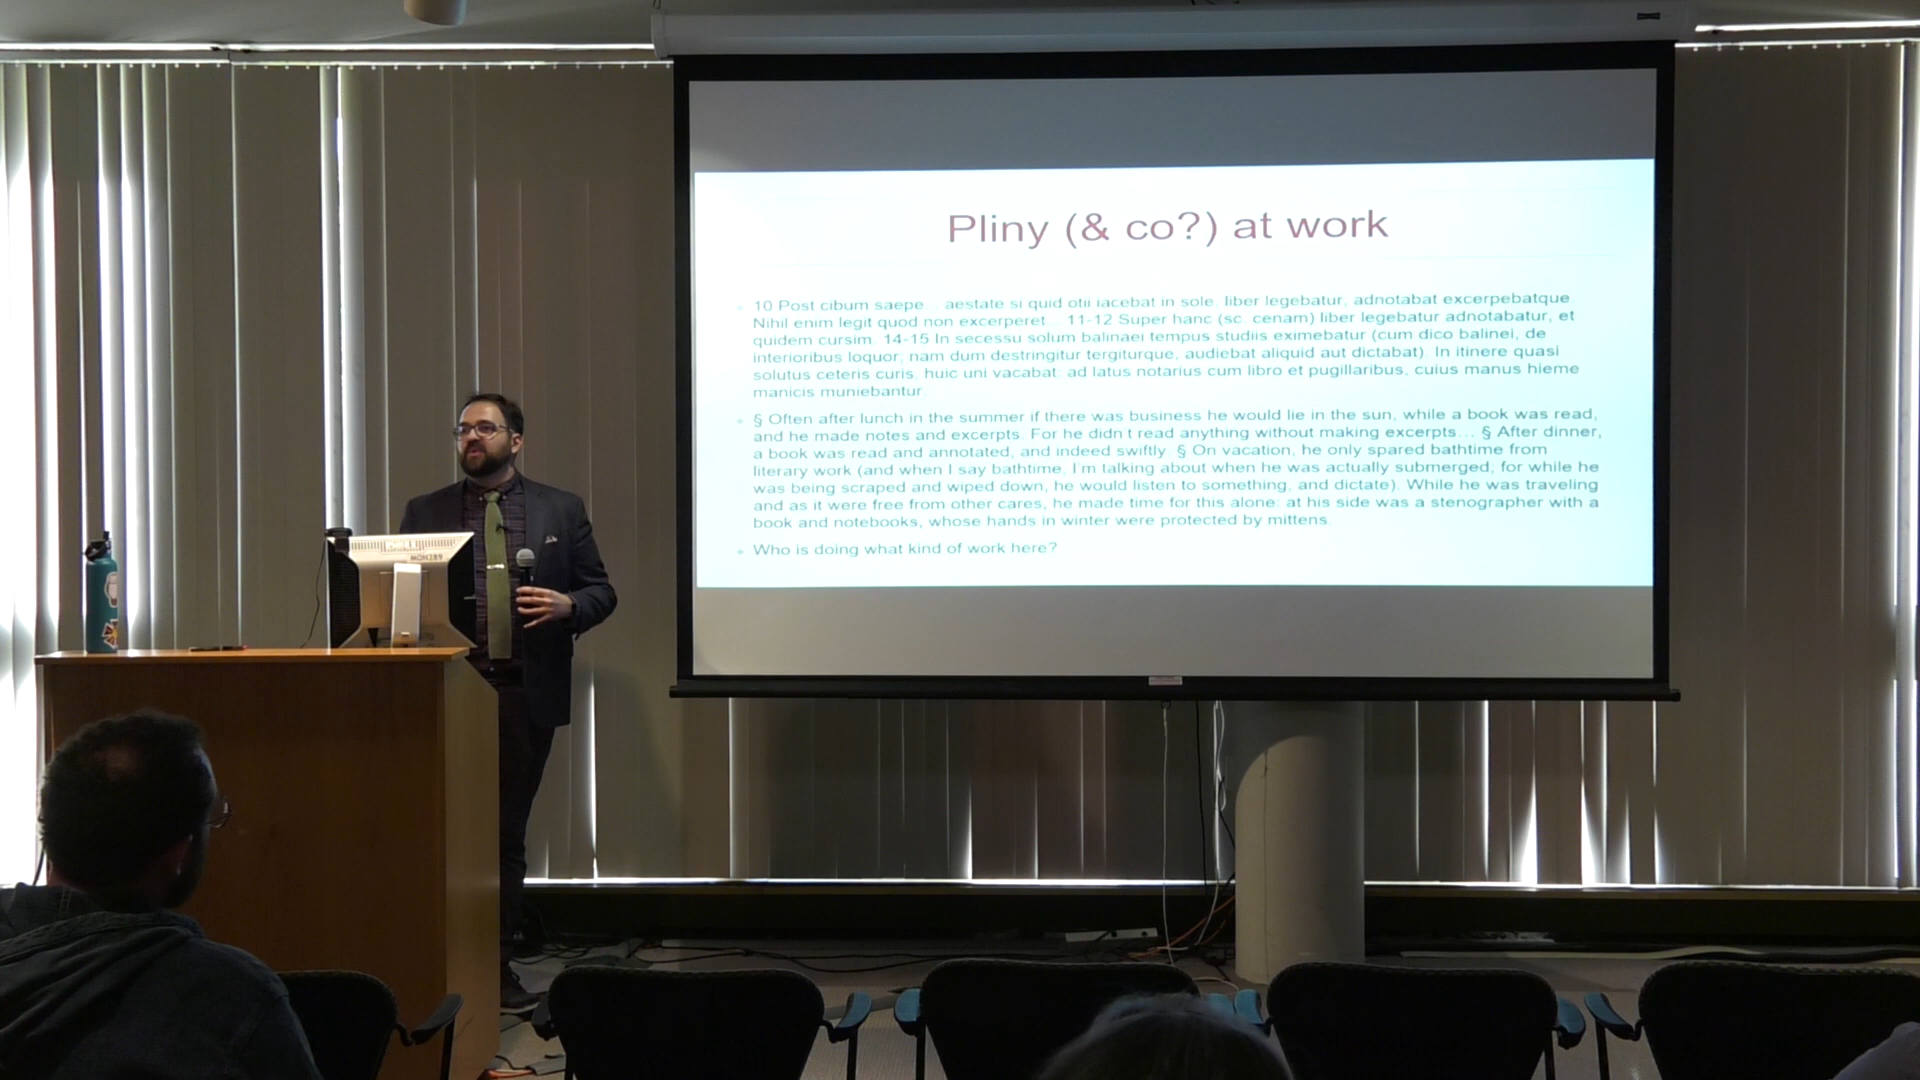 Pliny (& co?) at work
10 Post cibum saepe... aestate si quid otii iacebat in sole, liber legebatur, adnotabat excerpebatque.
Nihil enim legit quod non excerperet... 11-12 Super hanc (sc. cenam) liber legebatur adnotabatur, et
quidem cursim. 14-15 In secessu solum balinaei tempus studiis eximebatur (cum dico balinei, de
interioribus loquor; nam dum destringitur tergiturque, audiebat aliquid aut dictabat). In itinere quasi
solutus ceteris curis, huic uni vacabat: ad latus notarius cum libro et pugillaribus, cuius manus hieme
manicis muniebantur.
§ Often after lunch in the summer if there was business he would lie in the sun, while a book was read,
and he made notes and excerpts. For he didn't read anything without making excerpts... § After dinner,
a book was read and annotated, and indeed swiftly. § On vacation, he only spared bathtime from
literary work (and when I say bathtime, I'm talking about when he was actually submerged; for while he
was being scraped and wiped down, he would listen to something, and dictate). While he was traveling
and as it were free from other cares, he made time for this alone: at his side was a stenographer with a
book and notebooks, whose hands in winter were protected by mittens.
Who is doing what kind of work here?